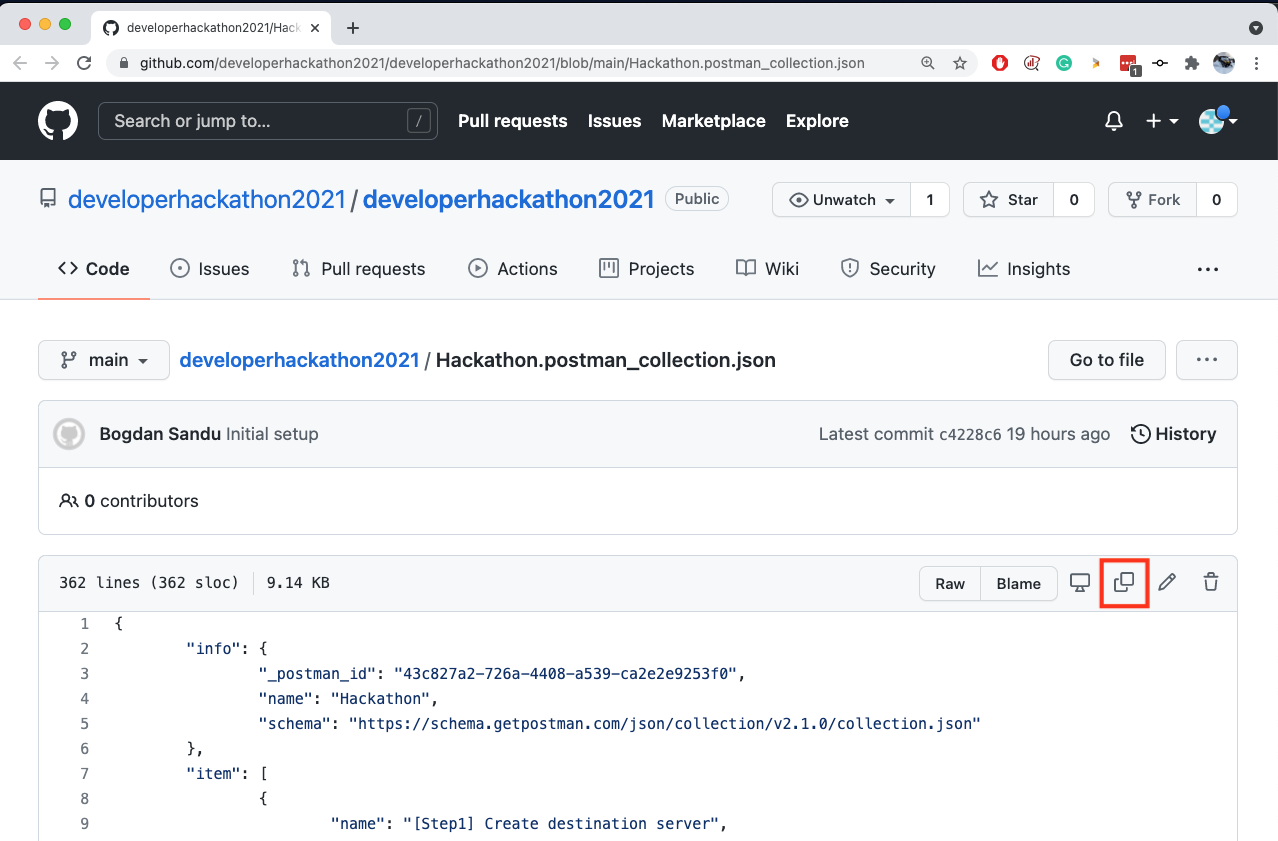 developerhackathon2021/Hack
github.com/developerhackathon2021/developerhackathon2021/blob/main/Hackathon.postman_collection.json
1
Search or jump to... / Pull requests Issues Marketplace Explore
developerhackathon2021 / developerhackathon2021 Public Unwatch 1 Star 0 Fork 0
<> Code Issues Pull requests Actions Projects Wiki Security Insights ...
main developerhackathon2021 / Hackathon.postman_collection.json Go to file ...
Bogdan Sandu Initial setup Latest commit c4228c6 19 hours ago History
0 contributors
362 lines (362 sloc) 9.14 KB Raw Blame
1 {
2 "info": {
3 "_postman_id": "43c827a2-726a-4408-a539-ca2e2e9253f0",
4 "name": "Hackathon",
5 "schema": "https://schema.getpostman.com/json/collection/v2.1.0/collection.json"
6 },
7 "item": [
8 {
9 "name": "[Step1] Create destination server",